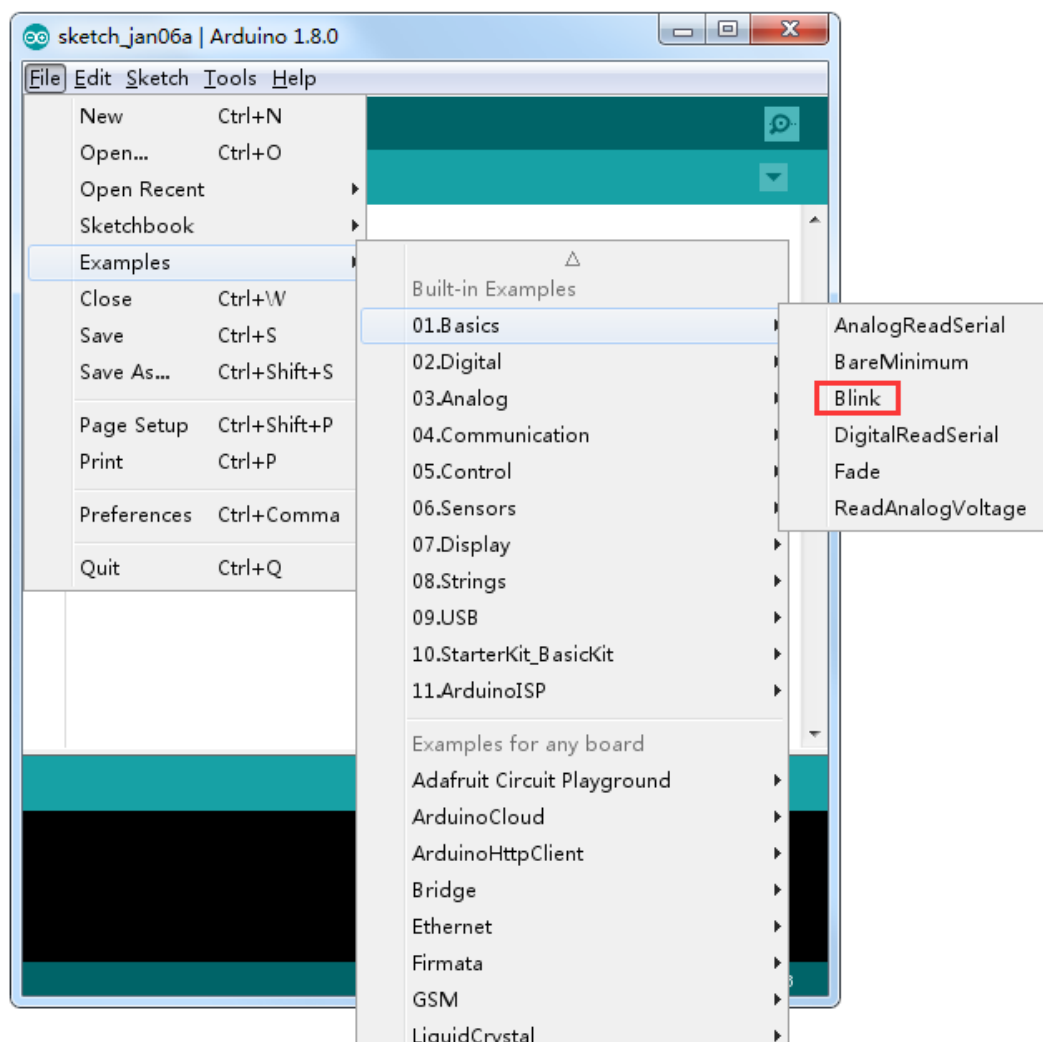 sketch_jan06a | Arduino 1.8.0
File Edit Sketch Tools Help
New Ctrl+N
Open... Ctrl+O
Open Recent
Sketchbook
Examples
Close Ctrl+W
Save Ctrl+S
Save As... Ctrl+Shift+S
Page Setup Ctrl+Shift+P
Print Ctrl+P
Preferences Ctrl+Comma
Quit Ctrl+Q
Built-in Examples
01.Basics
02.Digital
03.Analog
04.Communication
05.Control
06.Sensors
07.Display
08.Strings
09.USB
10.StarterKit_BasicKit
11.ArduinoISP
Examples for any board
Adafruit Circuit Playground
ArduinoCloud
ArduinoHttpClient
Bridge
Ethernet
Firmata
GSM
LiquidCrystal
AnalogReadSerial
BareMinimum
Blink
DigitalReadSerial
Fade
ReadAnalogVoltage